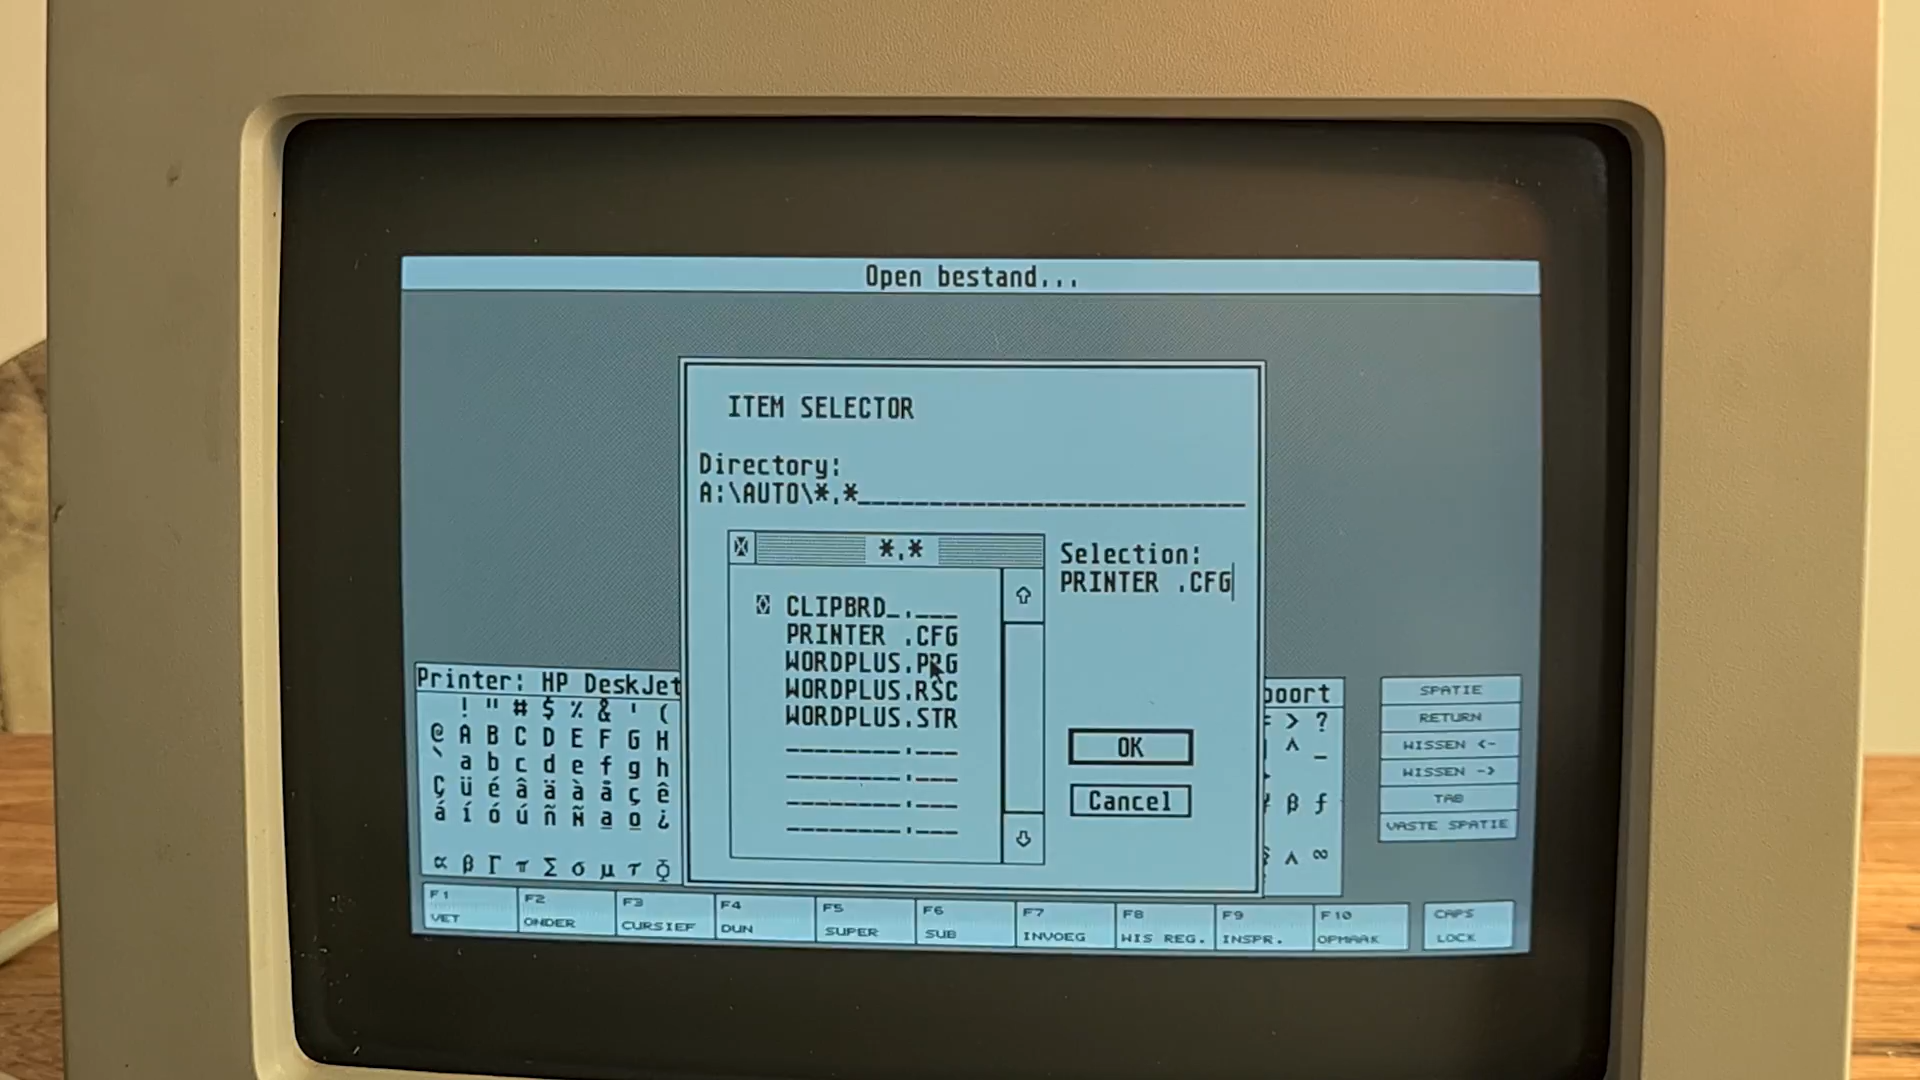 Open bestand...
ITEM SELECTOR
Directory:
A:\AUTO\*.*
*.*
Selection:
PRINTER .CFG
CLIPBRD_.___
PRINTER .CFG
WORDPLUS.PRG
WORDPLUS.RSC
WORDPLUS.STR
OK
Cancel
Printer: HP DeskJet
poort
! " # $ % & ' (
> ?
@ A B C D E F G H
^ _
` a b c d e f g h
Ç ü é â ä à å ç ê
β ƒ
á í ó ú ñ Ñ ª º ¿
α β Γ π Σ σ µ τ Φ
∧ ∞
SPATIE
RETURN
WISSEN <-
WISSEN ->
TAB
VASTE SPATIE
F1 VET
F2 ONDER
F3 CURSIEF
F4 DUN
F5 SUPER
F6 SUB
F7 INVOEG
F8 WIS REG.
F9 INSPR.
F10 OPMAAK
CAPS LOCK